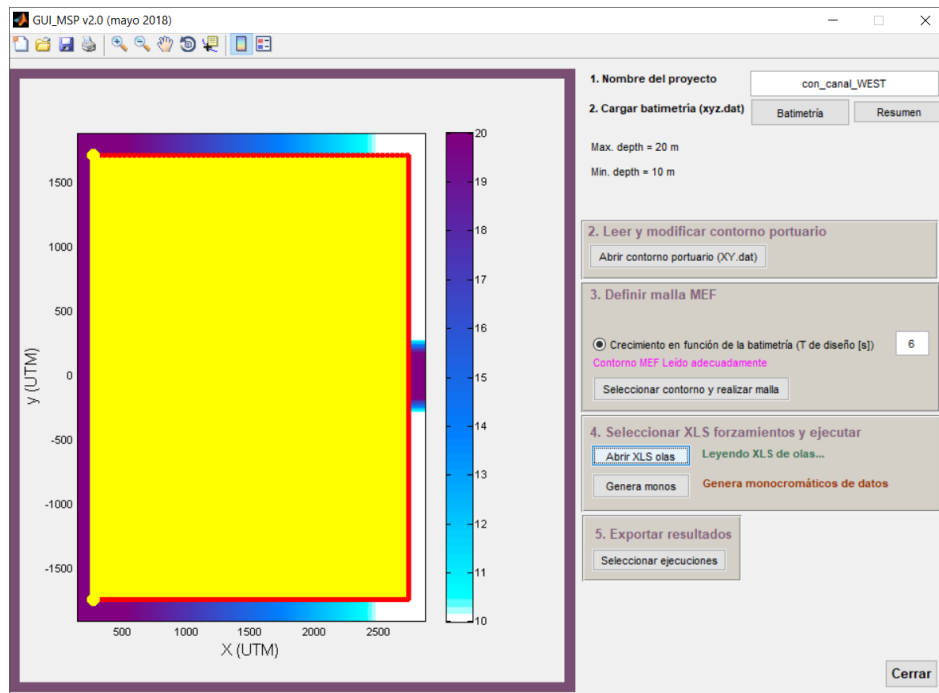 GUI_MSP v2.0 (mayo 2018)
1. Nombre del proyecto
con_canal_WEST
2. Cargar batimetría (xyz.dat)
Batimetría
Resumen
Max. depth = 20 m
Min. depth = 10 m
2. Leer y modificar contorno portuario
Abrir contorno portuario (XY.dat)
3. Definir malla MEF
Crecimiento en función de la batimetría (T de diseño [s])
6
Contorno MEF Leído adecuadamente
Seleccionar contorno y realizar malla
4. Seleccionar XLS forzamientos y ejecutar
Abrir XLS olas
Leyendo XLS de olas...
Genera monos
Genera monocromáticos de datos
5. Exportar resultados
Seleccionar ejecuciones
Cerrar
y (UTM)
1500
1000
500
0
-500
-1000
-1500
500
1000
1500
2000
2500
X (UTM)
20
19
18
17
16
15
14
13
12
11
10